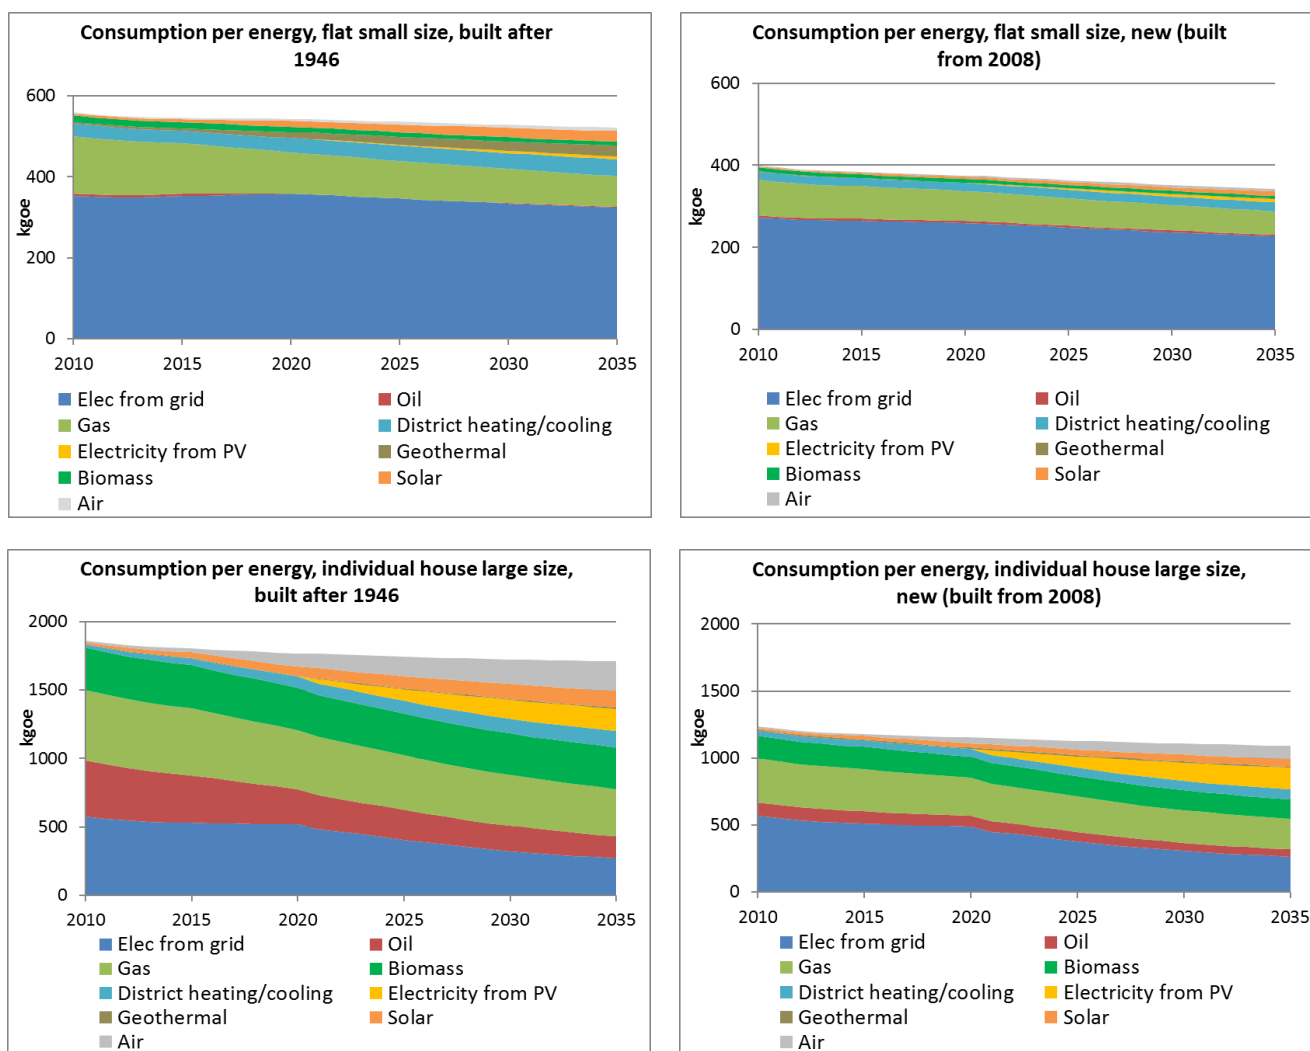 Consumption per energy, flat small size, built after
1946
600
400
200
0
kgoe
2010 2015 2020 2025 2030 2035
Elec from grid Oil
Gas District heating/cooling
Electricity from PV Geothermal
Biomass Solar
Air
Consumption per energy, flat small size, new (built
from 2008)
600
400
200
0
kgoe
2010 2015 2020 2025 2030 2035
Elec from grid Oil
Gas District heating/cooling
Electricity from PV Geothermal
Biomass Solar
Air
Consumption per energy, individual house large size,
built after 1946
2000
1500
1000
500
0
kgoe
2010 2015 2020 2025 2030 2035
Elec from grid Oil
Gas Biomass
District heating/cooling Electricity from PV
Geothermal Solar
Air
Consumption per energy, individual house large size,
new (built from 2008)
2000
1500
1000
500
0
kgoe
2010 2015 2020 2025 2030 2035
Elec from grid Oil
Gas Biomass
District heating/cooling Electricity from PV
Geothermal Solar
Air